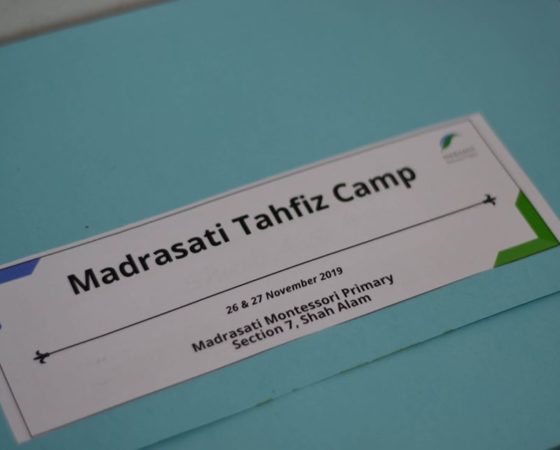 Madrasati Tahfiz Camp
26 & 27 November 2019
Madrasati Montessori Primary
Section 7, Shah Alam